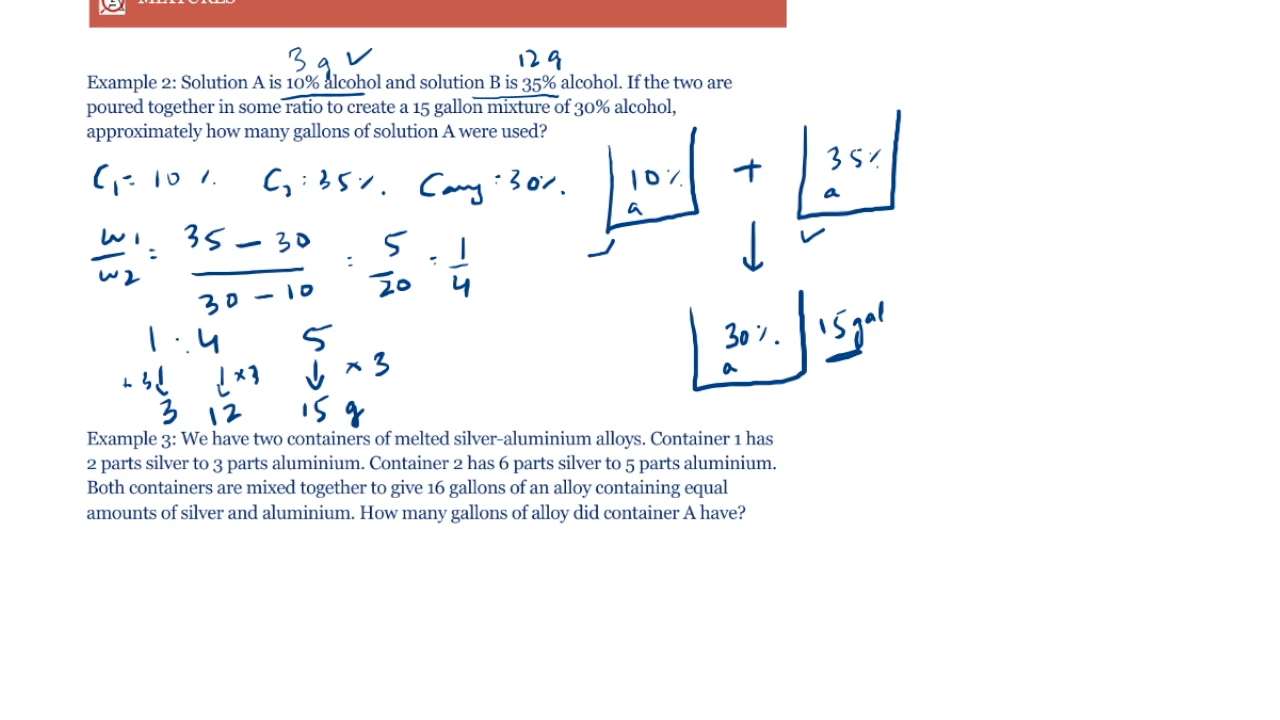 MIXTURES
3 g ✓ 12 g
Example 2: Solution A is 10% alcohol and solution B is 35% alcohol. If the two are
poured together in some ratio to create a 15 gallon mixture of 30% alcohol,
approximately how many gallons of solution A were used?
C₁ = 10 % C₂ : 35%. Cavg = 30%.
10% a + 35% a
w1/w2 = 35 - 30 / 30 - 10 = 5/20 = 1/4
30% a 15 gal
1 : 4 5
×3 ×3 × 3
3 12 15 g
Example 3: We have two containers of melted silver-aluminium alloys. Container 1 has
2 parts silver to 3 parts aluminium. Container 2 has 6 parts silver to 5 parts aluminium.
Both containers are mixed together to give 16 gallons of an alloy containing equal
amounts of silver and aluminium. How many gallons of alloy did container A have?